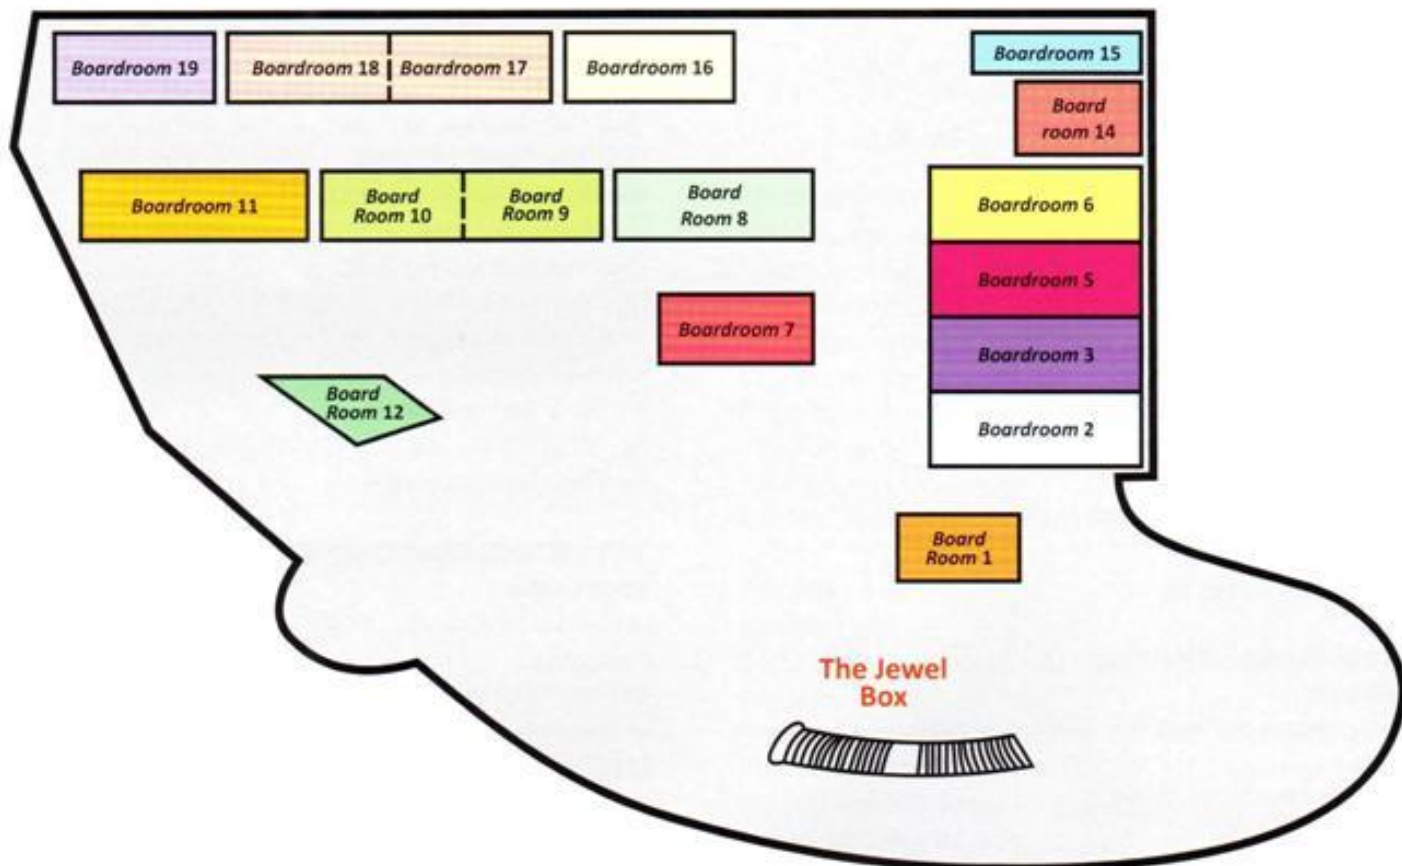 Boardroom 19
Boardroom 18
Boardroom 17
Boardroom 16
Boardroom 15
Board
room 14
Boardroom 11
Board
Room 10
Board
Room 9
Board
Room 8
Boardroom 6
Boardroom 5
Boardroom 7
Boardroom 3
Board
Room 12
Boardroom 2
Board
Room 1
The Jewel
Box